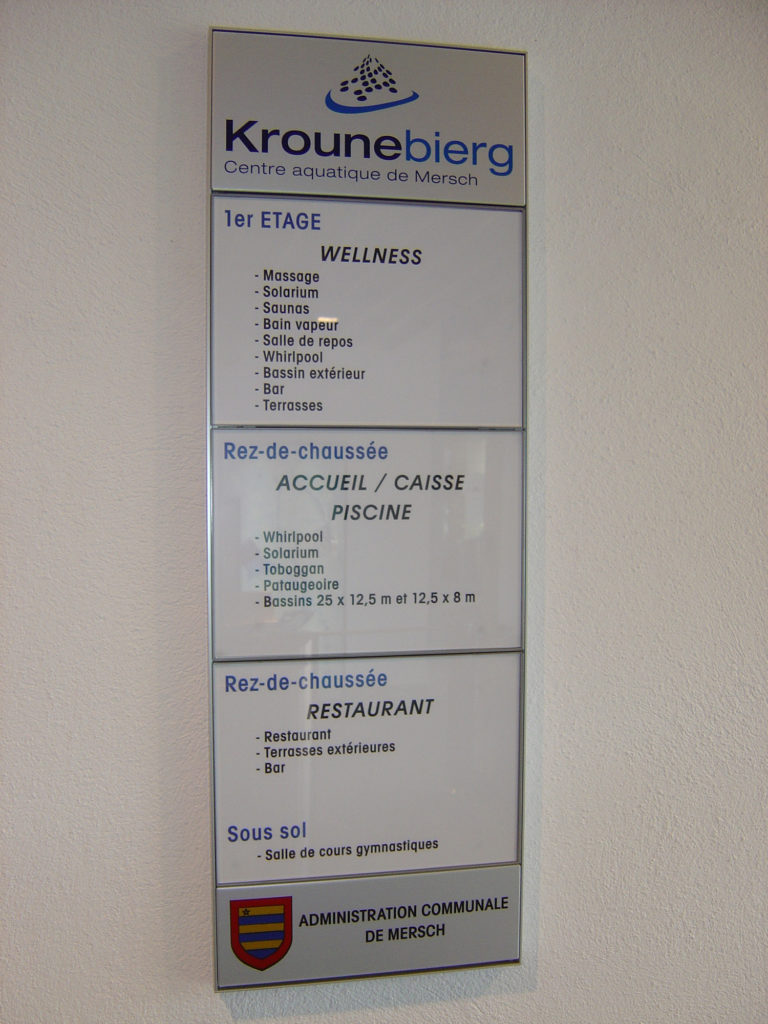 Krounebierg
Centre aquatique de Mersch
1er ETAGE
WELLNESS
- Massage
- Solarium
- Saunas
- Bain vapeur
- Salle de repos
- Whirlpool
- Bassin extérieur
- Bar
- Terrasses
Rez-de-chaussée
ACCUEIL / CAISSE
PISCINE
- Whirlpool
- Solarium
- Toboggan
- Pataugeoire
- Bassins 25 x 12,5 m et 12,5 x 8 m
Rez-de-chaussée
RESTAURANT
- Restaurant
- Terrasses extérieures
- Bar
Sous sol
- Salle de cours gymnastiques
ADMINISTRATION COMMUNALE
DE MERSCH